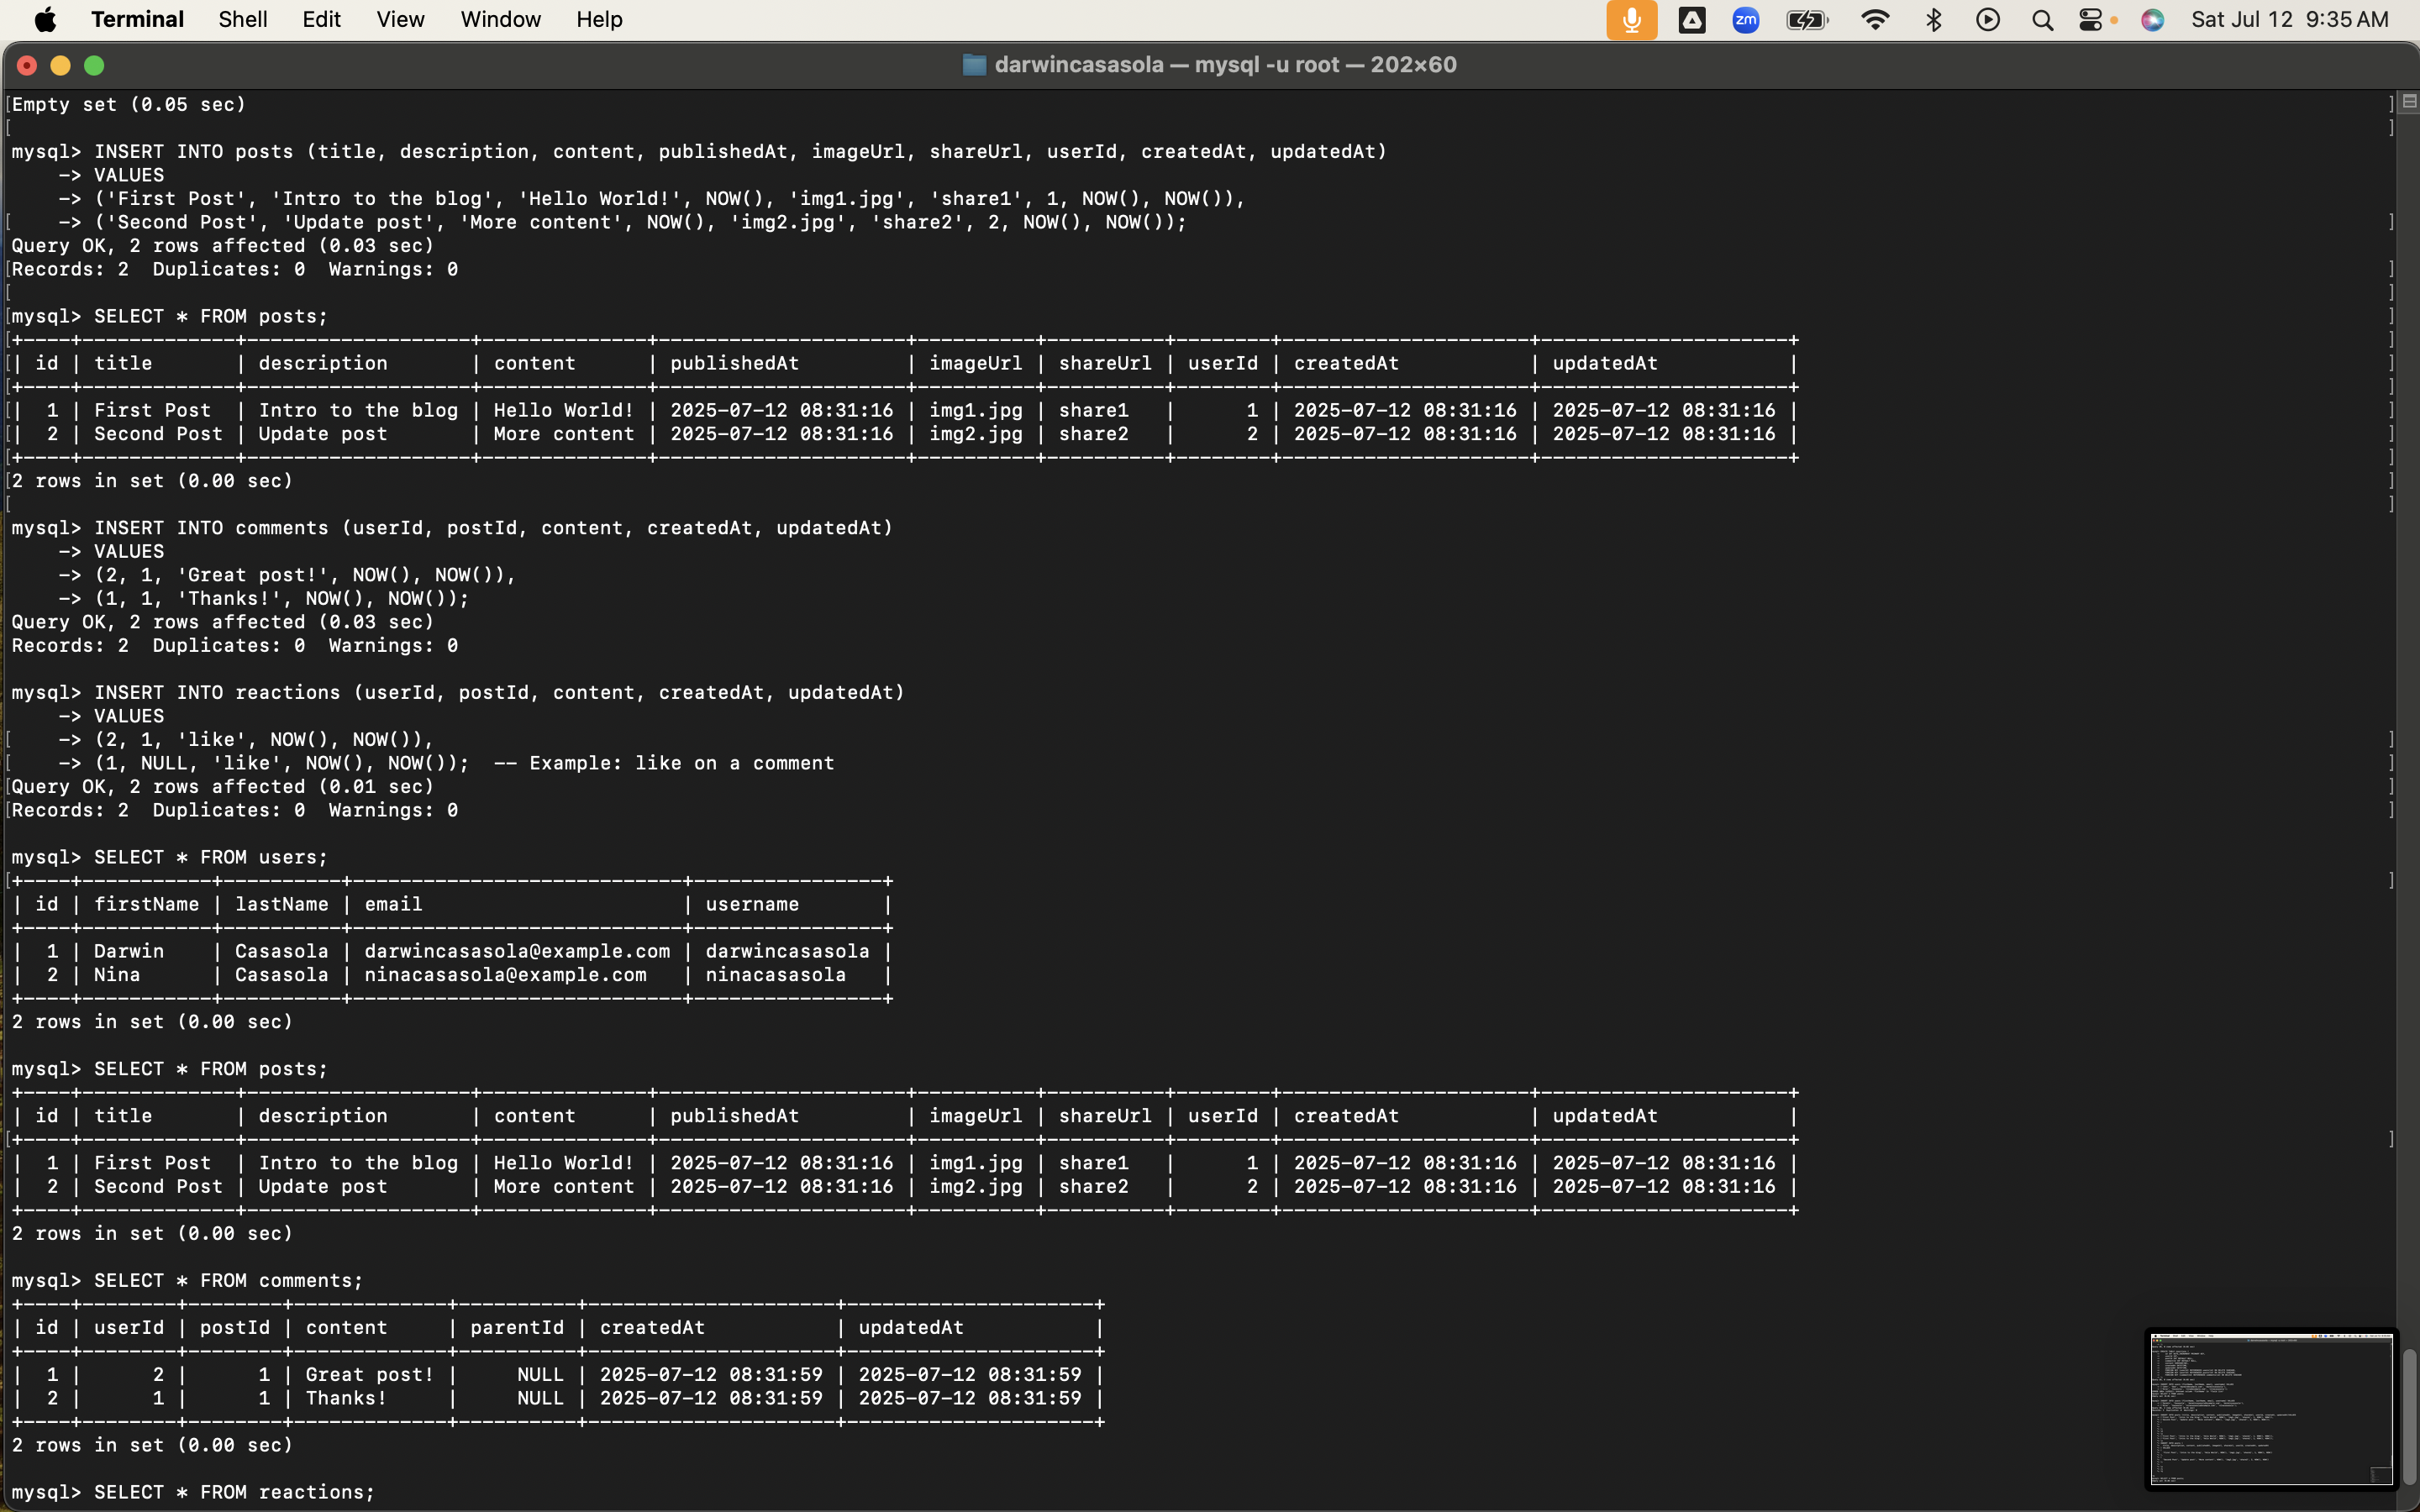 Terminal Shell Edit View Window Help zm Sat Jul 12 9:35 AM
darwincasasola — mysql -u root — 202×60
[Empty set (0.05 sec) ]
[ ]
mysql> INSERT INTO posts (title, description, content, publishedAt, imageUrl, shareUrl, userId, createdAt, updatedAt)
    -> VALUES
    -> ('First Post', 'Intro to the blog', 'Hello World!', NOW(), 'img1.jpg', 'share1', 1, NOW(), NOW()),
[    -> ('Second Post', 'Update post', 'More content', NOW(), 'img2.jpg', 'share2', 2, NOW(), NOW()); ]
Query OK, 2 rows affected (0.03 sec)
[Records: 2  Duplicates: 0  Warnings: 0 ]
[ ]
[mysql> SELECT * FROM posts; ]
[+----+-------------+-------------------+--------------+---------------------+----------+----------+--------+---------------------+---------------------+ ]
[| id | title       | description       | content      | publishedAt         | imageUrl | shareUrl | userId | createdAt           | updatedAt           | ]
[+----+-------------+-------------------+--------------+---------------------+----------+----------+--------+---------------------+---------------------+ ]
[|  1 | First Post  | Intro to the blog | Hello World! | 2025-07-12 08:31:16 | img1.jpg | share1   |      1 | 2025-07-12 08:31:16 | 2025-07-12 08:31:16 | ]
[|  2 | Second Post | Update post       | More content | 2025-07-12 08:31:16 | img2.jpg | share2   |      2 | 2025-07-12 08:31:16 | 2025-07-12 08:31:16 | ]
[+----+-------------+-------------------+--------------+---------------------+----------+----------+--------+---------------------+---------------------+ ]
[2 rows in set (0.00 sec) ]
[ ]
mysql> INSERT INTO comments (userId, postId, content, createdAt, updatedAt)
    -> VALUES
    -> (2, 1, 'Great post!', NOW(), NOW()),
    -> (1, 1, 'Thanks!', NOW(), NOW());
Query OK, 2 rows affected (0.03 sec)
Records: 2  Duplicates: 0  Warnings: 0
mysql> INSERT INTO reactions (userId, postId, content, createdAt, updatedAt)
    -> VALUES
[    -> (2, 1, 'like', NOW(), NOW()), ]
[    -> (1, NULL, 'like', NOW(), NOW());  -- Example: like on a comment ]
[Query OK, 2 rows affected (0.01 sec) ]
[Records: 2  Duplicates: 0  Warnings: 0 ]
mysql> SELECT * FROM users;
[+----+-----------+----------+----------------------------+----------------+ ]
| id | firstName | lastName | email                      | username       |
+----+-----------+----------+----------------------------+----------------+
|  1 | Darwin    | Casasola | darwincasasola@example.com | darwincasasola |
|  2 | Nina      | Casasola | ninacasasola@example.com   | ninacasasola   |
+----+-----------+----------+----------------------------+----------------+
2 rows in set (0.00 sec)
mysql> SELECT * FROM posts;
+----+-------------+-------------------+--------------+---------------------+----------+----------+--------+---------------------+---------------------+
| id | title       | description       | content      | publishedAt         | imageUrl | shareUrl | userId | createdAt           | updatedAt           |
[+----+-------------+-------------------+--------------+---------------------+----------+----------+--------+---------------------+---------------------+ ]
|  1 | First Post  | Intro to the blog | Hello World! | 2025-07-12 08:31:16 | img1.jpg | share1   |      1 | 2025-07-12 08:31:16 | 2025-07-12 08:31:16 |
|  2 | Second Post | Update post       | More content | 2025-07-12 08:31:16 | img2.jpg | share2   |      2 | 2025-07-12 08:31:16 | 2025-07-12 08:31:16 |
+----+-------------+-------------------+--------------+---------------------+----------+----------+--------+---------------------+---------------------+
2 rows in set (0.00 sec)
mysql> SELECT * FROM comments;
+----+--------+--------+-------------+----------+---------------------+---------------------+
| id | userId | postId | content     | parentId | createdAt           | updatedAt           |
+----+--------+--------+-------------+----------+---------------------+---------------------+
|  1 |      2 |      1 | Great post! |     NULL | 2025-07-12 08:31:59 | 2025-07-12 08:31:59 |
|  2 |      1 |      1 | Thanks!     |     NULL | 2025-07-12 08:31:59 | 2025-07-12 08:31:59 |
+----+--------+--------+-------------+----------+---------------------+---------------------+
2 rows in set (0.00 sec)
mysql> SELECT * FROM reactions;